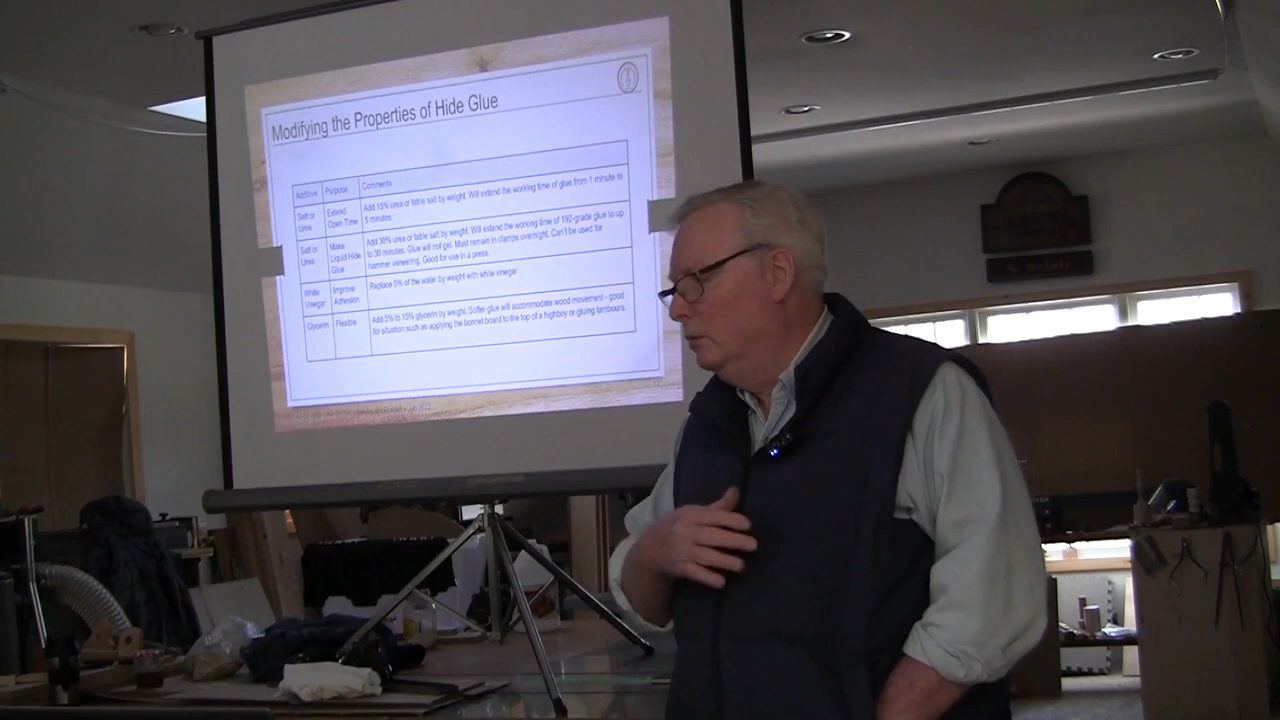 Modifying the Properties of Hide Glue
Additive Purpose Comments
Salt or Urea Extend Open Time Add 15% urea or table salt by weight. Will extend the working time of glue from 1 minute to
5 minutes
Salt or Urea Make Liquid Hide Glue Add 30% urea or table salt by weight. Will extend the working time of 192-grade glue to up
to 30 minutes. Glue will not gel. Must remain in clamps overnight. Can't be used for
hammer veneering. Good for use in a press.
White Vinegar Improve Adhesion Replace 5% of the water by weight with white vinegar
Glycerin Flexible Add 5% to 15% glycerin by weight. Softer glue will accommodate wood movement - good
for situation such as applying the bonnet board to the top of a highboy or gluing tambours.